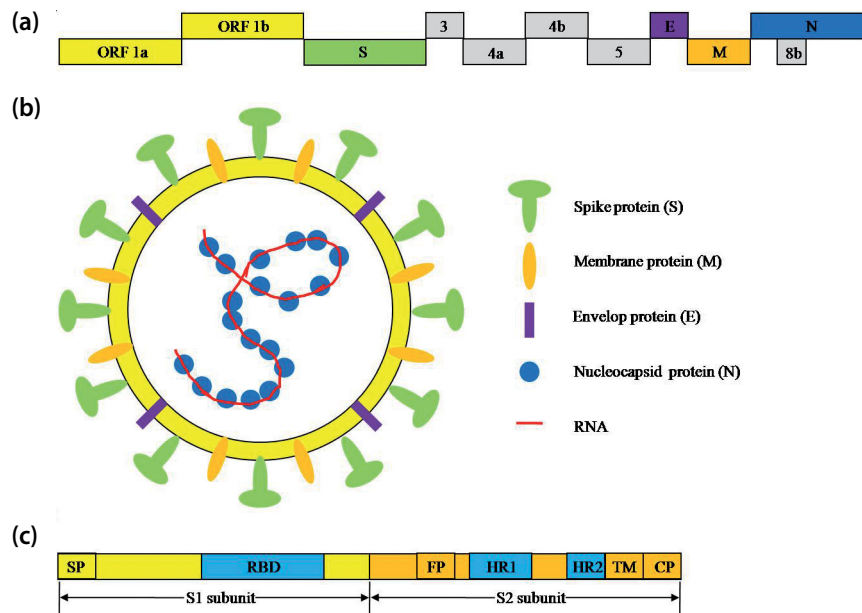 (a)
ORF 1b 3 4b E N
ORF 1a S 4a 5 M 8b
(b)
Spike protein (S)
Membrane protein (M)
Envelop protein (E)
Nucleocapsid protein (N)
RNA
(c)
SP RBD FP HR1 HR2 TM CP
S1 subunit S2 subunit